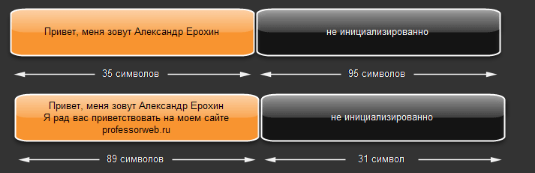 Привет, меня зовут Александр Ерохин
не инициализированно
35 символов
95 символов
Привет, меня зовут Александр Ерохин
Я рад вас приветствовать на моем сайте
professorweb.ru
не инициализированно
89 символов
31 символ